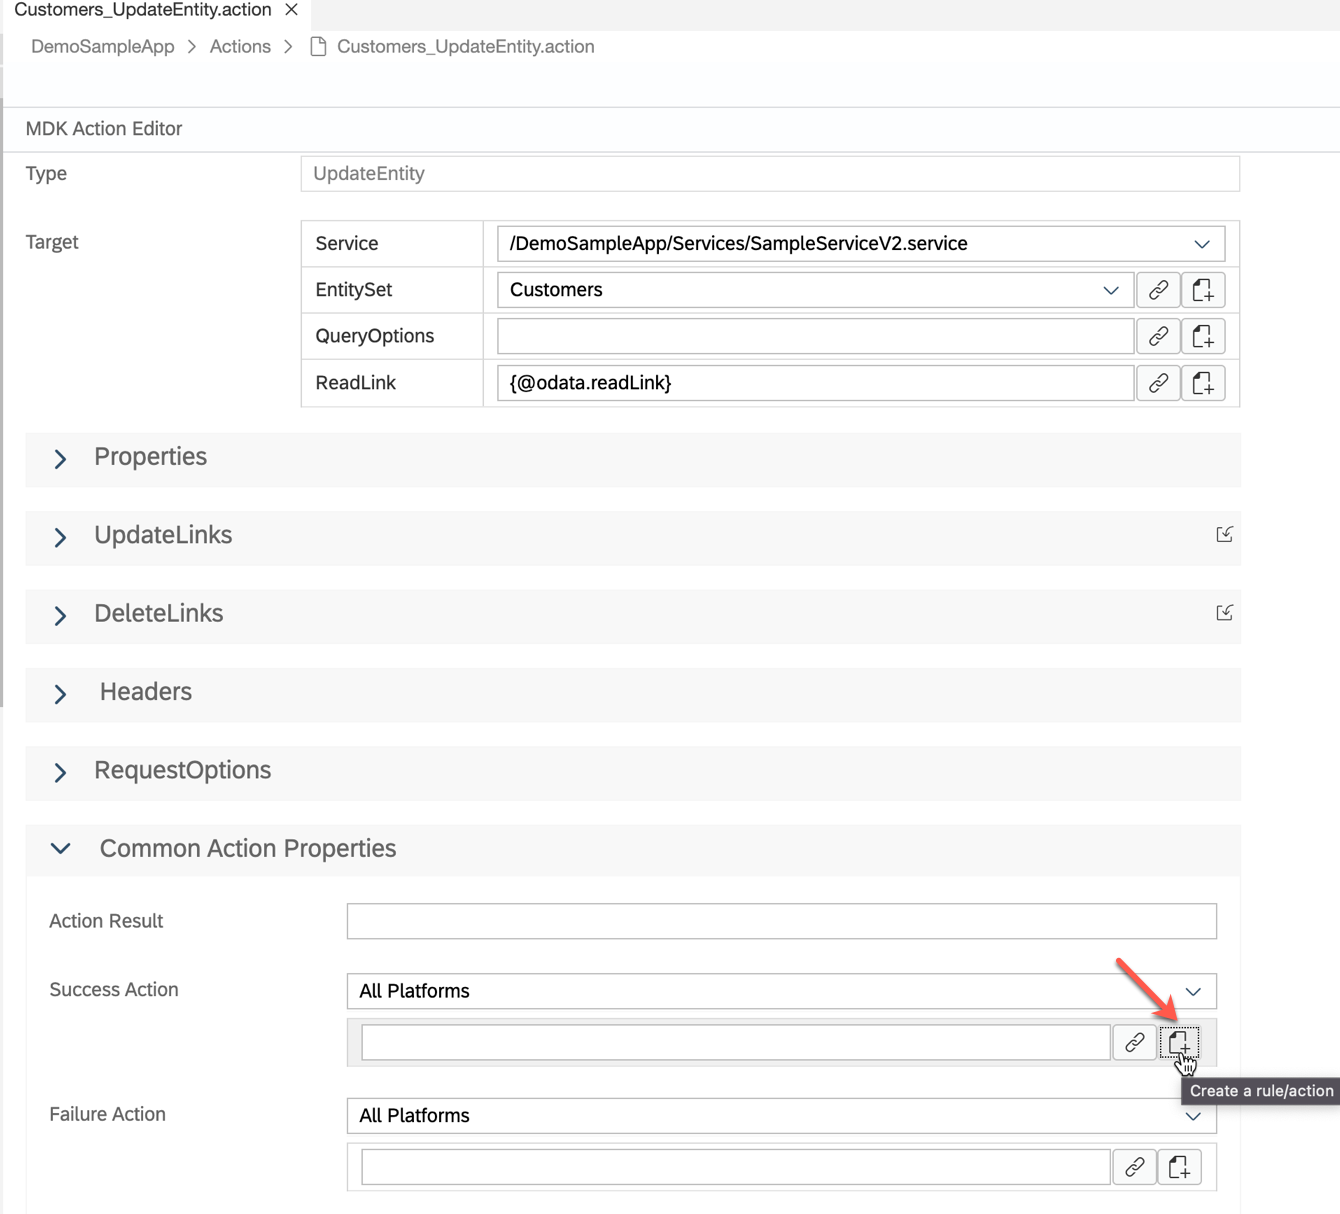 Customers_UpdateEntity.action
DemoSampleApp > Actions > Customers_UpdateEntity.action
MDK Action Editor
Type UpdateEntity
Target Service /DemoSampleApp/Services/SampleServiceV2.service
EntitySet Customers
QueryOptions
ReadLink {@odata.readLink}
Properties
UpdateLinks
DeleteLinks
Headers
RequestOptions
Common Action Properties
Action Result
Success Action All Platforms
Create a rule/action
Failure Action All Platforms